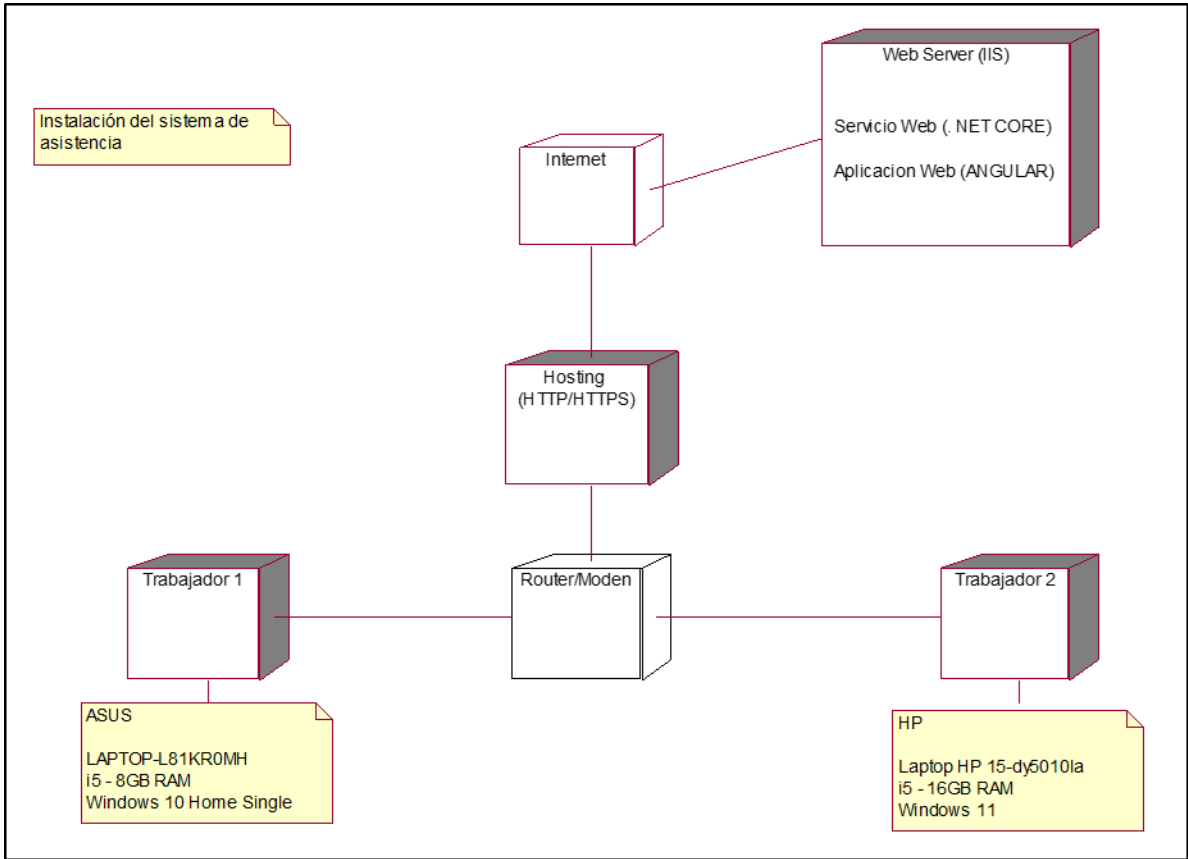 Web Server (IIS)
Servicio Web (. NET CORE)
Aplicacion Web (ANGULAR)
Instalación del sistema de
asistencia
Internet
Hosting
(HTTP/HTTPS)
Trabajador 1
Router/Moden
Trabajador 2
ASUS
LAPTOP-L81KR0MH
i5 - 8GB RAM
Windows 10 Home Single
HP
Laptop HP 15-dy5010la
i5 - 16GB RAM
Windows 11